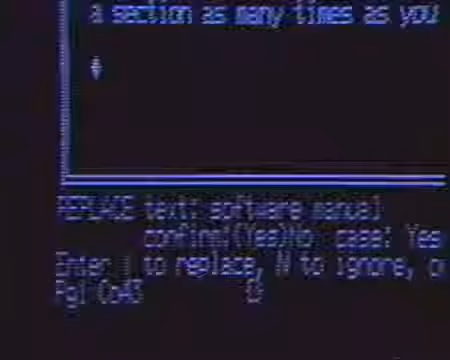 a section as many times as you
REPLACE text: software manual
confirm:(Yes)No case: Yes
Enter to replace, N to ignore, o
Pg1 Co43 {}